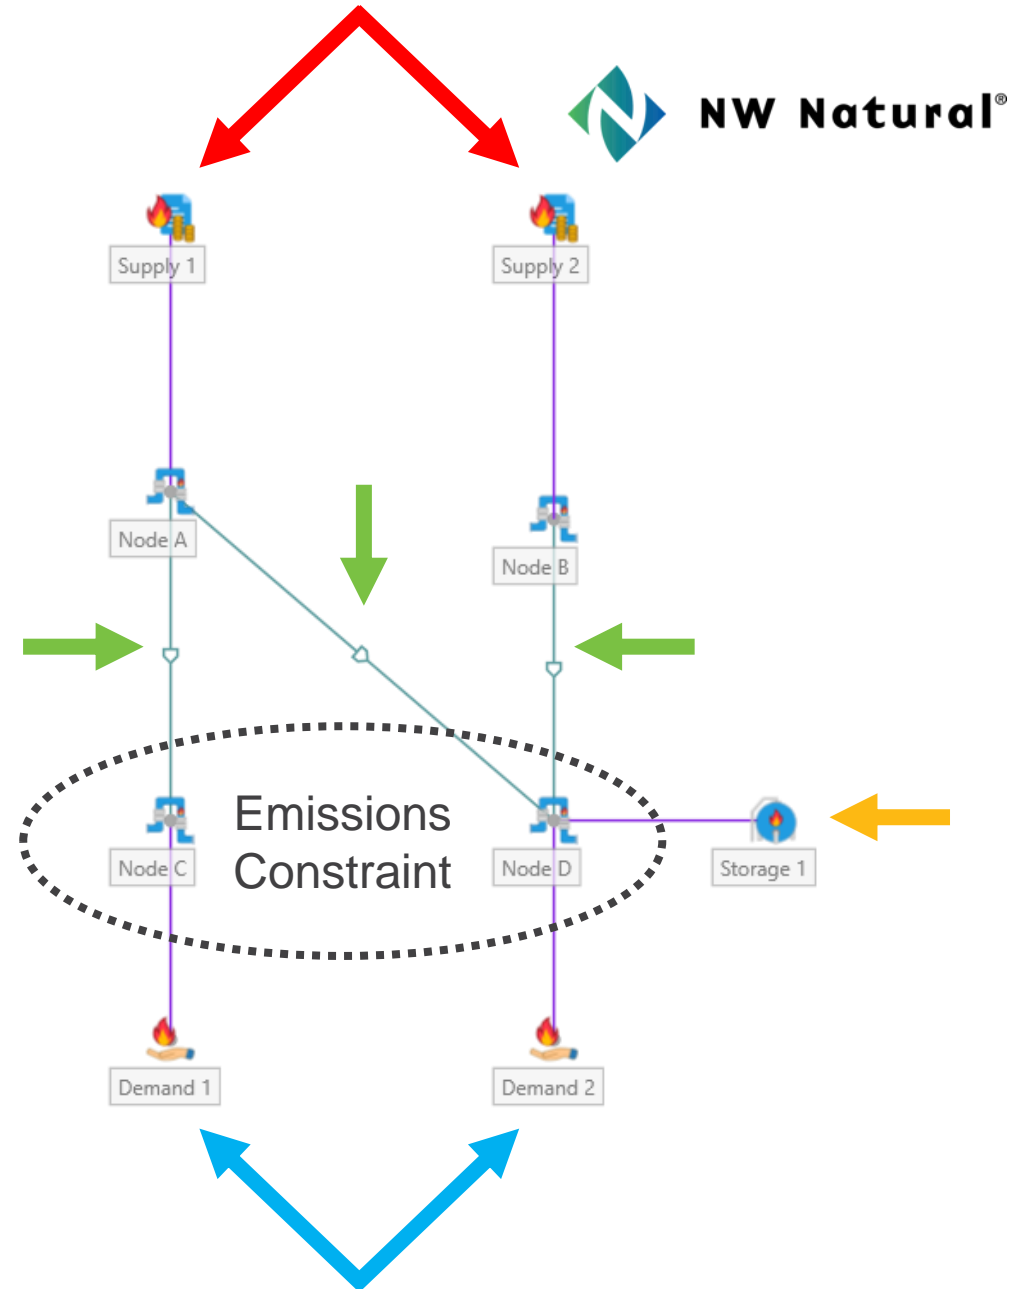 NW Natural®
Supply 1
Supply 2
Node A
Node B
Emissions
Constraint
Node C
Node D
Storage 1
Demand 1
Demand 2